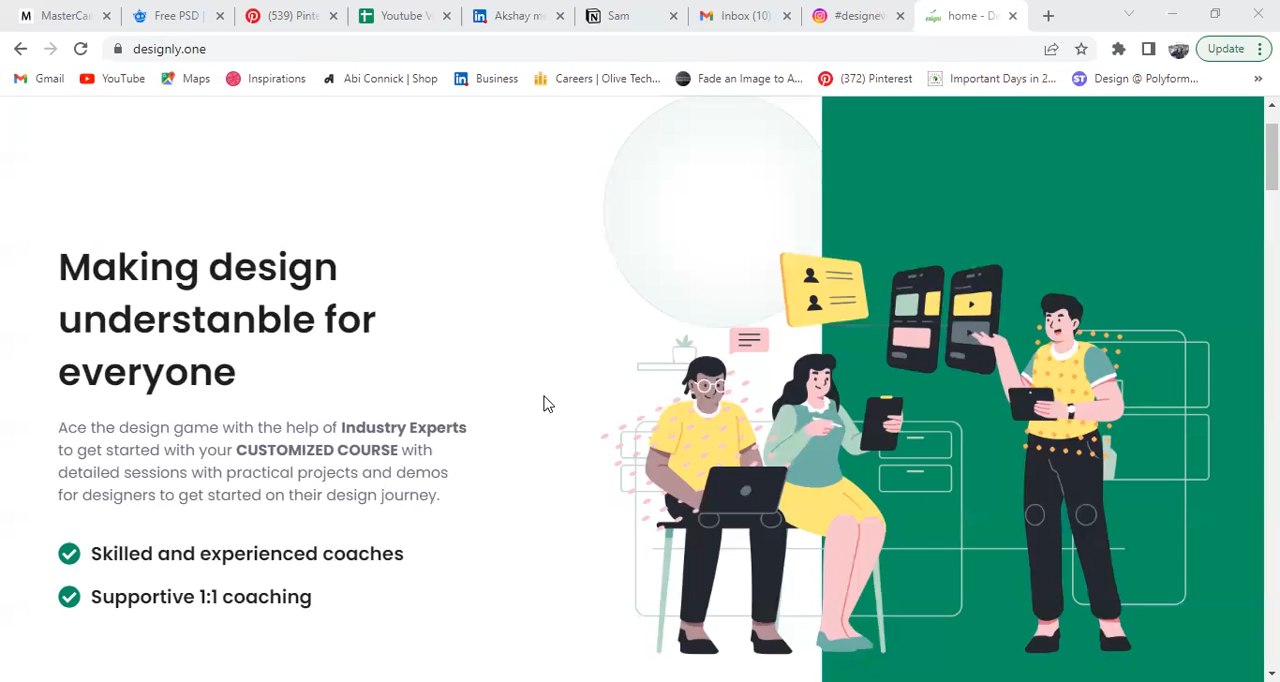 MasterCar
Free PSD
(539) Pinte
Youtube V
Akshay m
Sam
Inbox (10)
#designe
home - De
designly.one
Update
Gmail
YouTube
Maps
Inspirations
Abi Connick | Shop
Business
Careers | Olive Tech...
Fade an Image to A...
(372) Pinterest
Important Days in 2...
Design @ Polyform...
Making design
understanble for
everyone
Ace the design game with the help of Industry Experts
to get started with your CUSTOMIZED COURSE with
detailed sessions with practical projects and demos
for designers to get started on their design journey.
Skilled and experienced coaches
Supportive 1:1 coaching